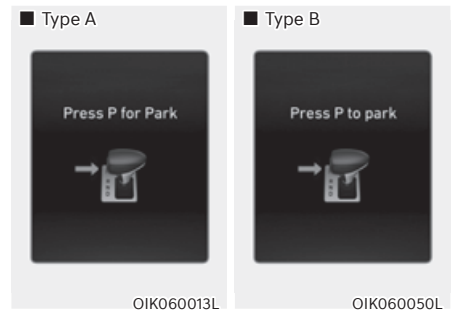 ■ Type A
Press P for Park
OIK060013L
■ Type B
Press P to park
OIK060050L